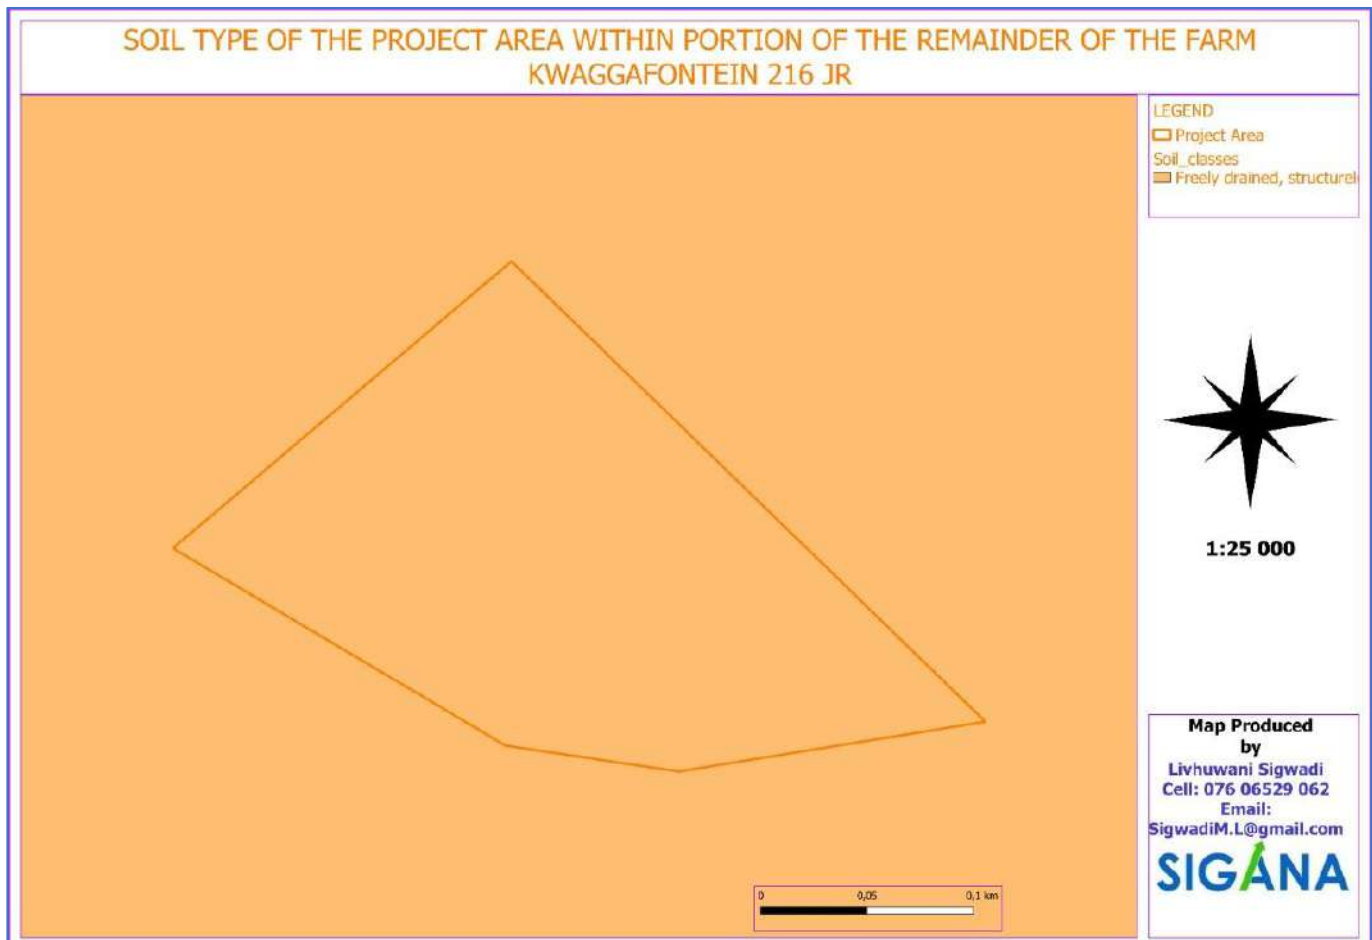 SOIL TYPE OF THE PROJECT AREA WITHIN PORTION OF THE REMAINDER OF THE FARM
KWAGGAFONTEIN 216 JR
LEGEND
Project Area
Soil_classes
Freely drained, structurel
1:25 000
Map Produced
by
Livhuwani Sigwadi
Cell: 076 06529 062
Email:
SigwadiM.L@gmail.com
SIGANA
0 0,05 0,1 km